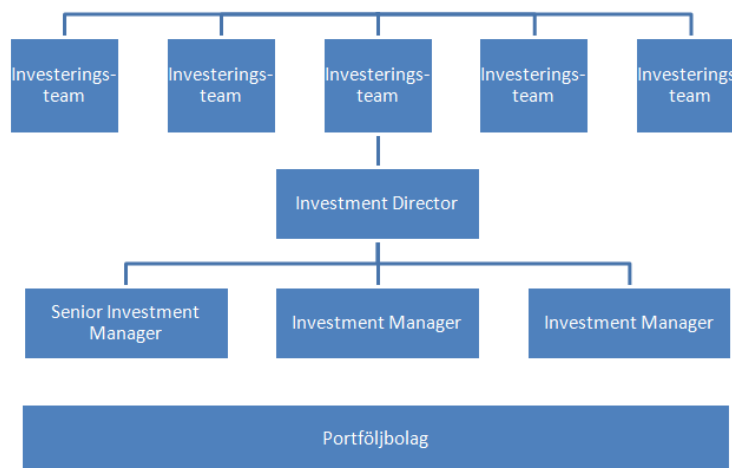 Investerings-
team
Investerings-
team
Investerings-
team
Investerings-
team
Investerings
team
Investment Director
Senior Investment
Manager
Investment Manager
Investment Manager
Portföljbolag